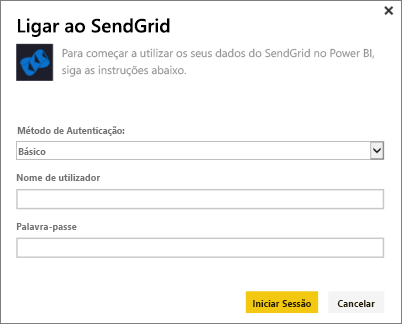 Ligar ao SendGrid
Para começar a utilizar os seus dados do SendGrid no Power BI,
siga as instruções abaixo.
Método de Autenticação:
Básico
Nome de utilizador
Palavra-passe
Iniciar Sessão
Cancelar